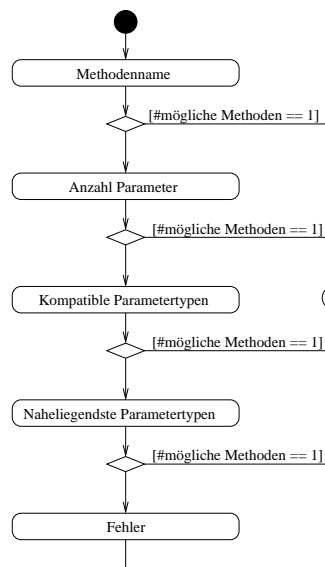 Methodenname
[#mögliche Methoden == 1]
Anzahl Parameter
[#mögliche Methoden == 1]
Kompatible Parametertypen
[#mögliche Methoden == 1]
Naheliegendste Parametertypen
[#mögliche Methoden == 1]
Fehler